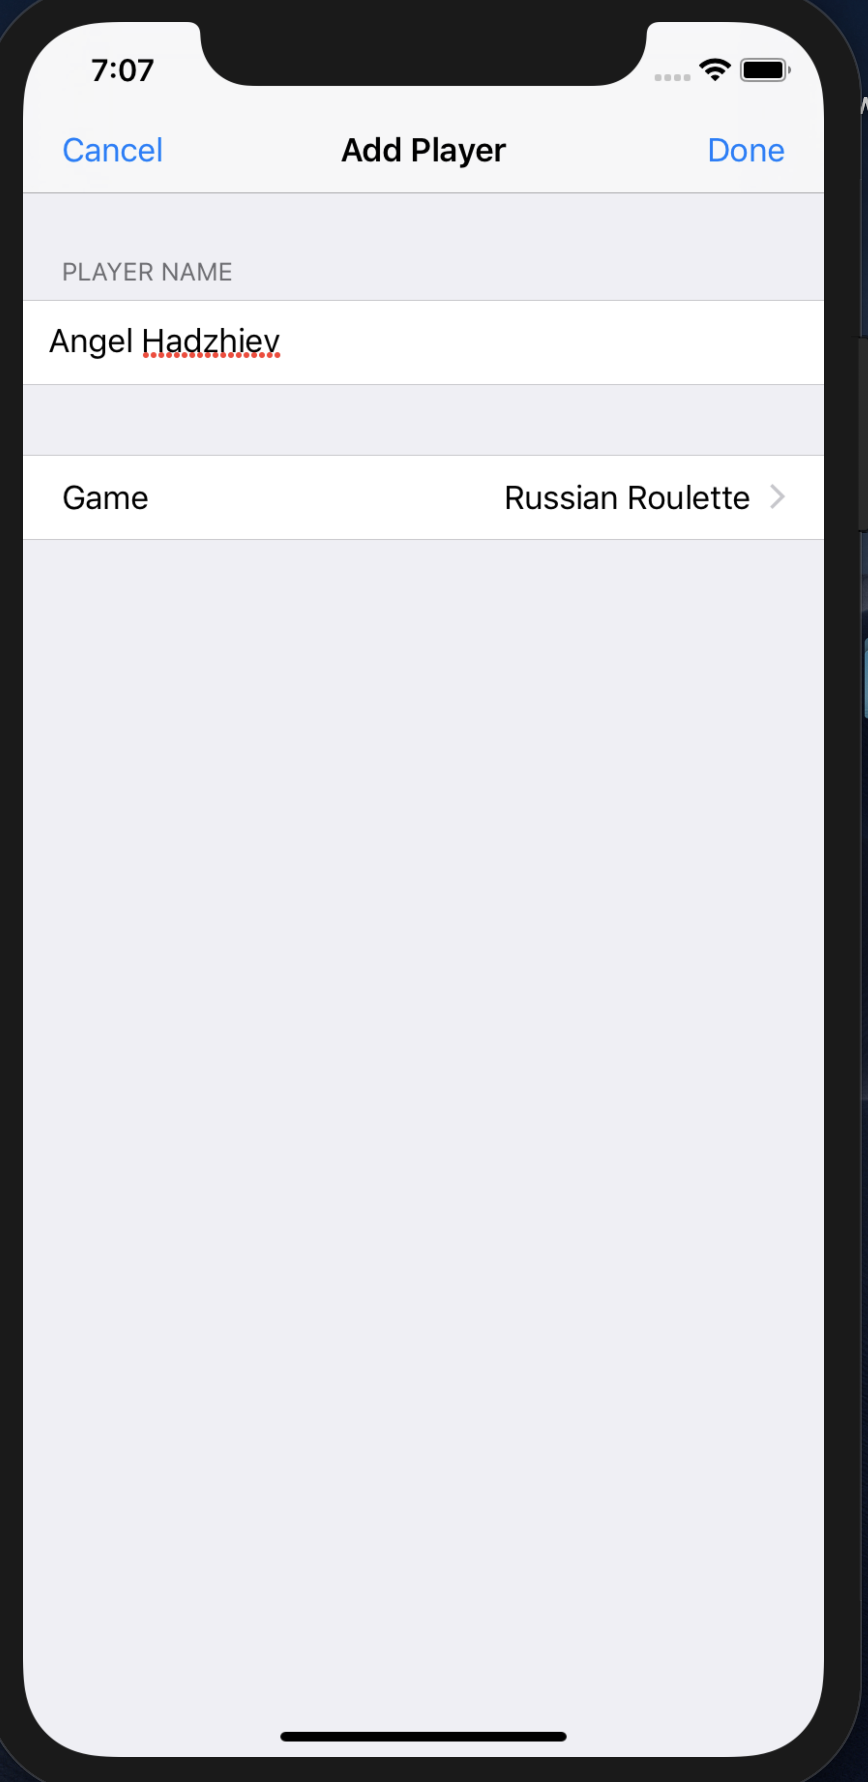 7:07
Cancel Add Player Done
PLAYER NAME
Angel Hadzhiev
Game Russian Roulette